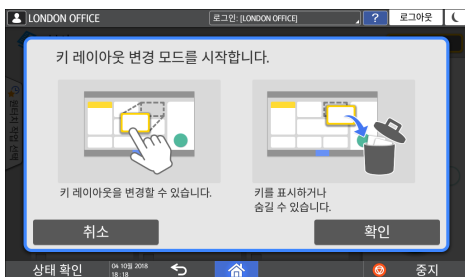 LONDON OFFICE
로그인: [LONDON OFFICE]
?
로그아웃
키 레이아웃 변경 모드를 시작합니다.
키 레이아웃을 변경할 수 있습니다.
키를 표시하거나
숨길 수 있습니다.
취소
확인
상태 확인
04 10월 2018
18:18
중지